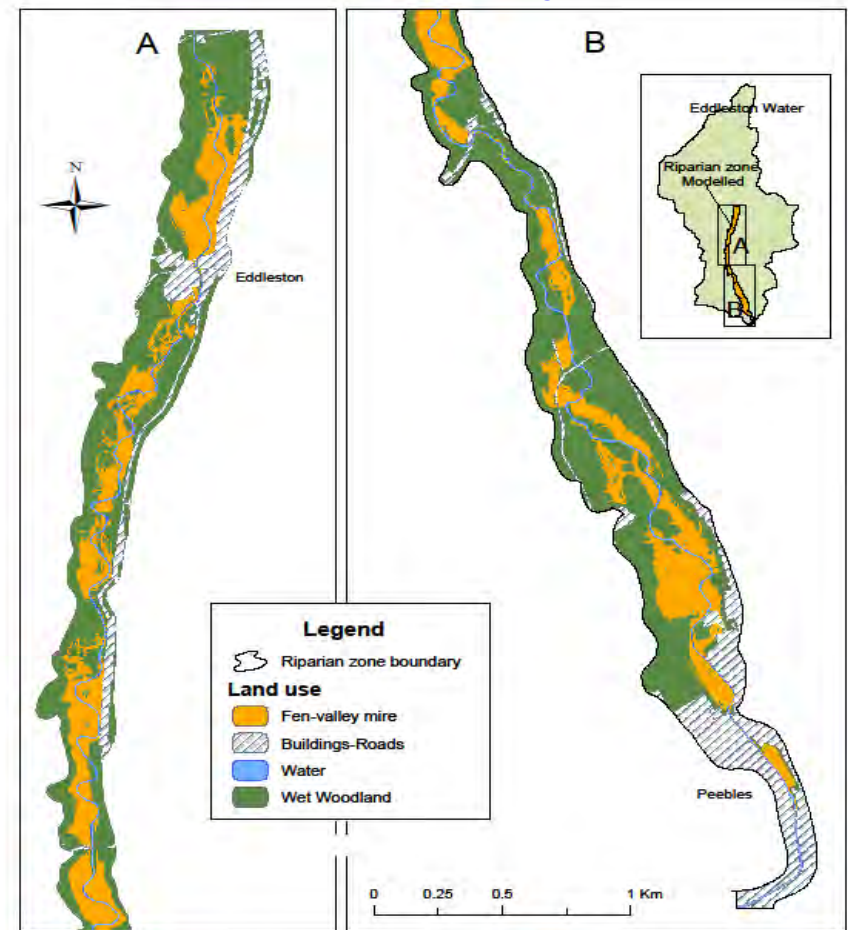 A
N
Eddleston
B
Eddleston Water
Riparian zone
Modelled
A
B
Legend
Riparian zone boundary
Land use
Fen-valley mire
Buildings-Roads
Water
Wet Woodland
Peebles
0 0.25 0.5 1 Km